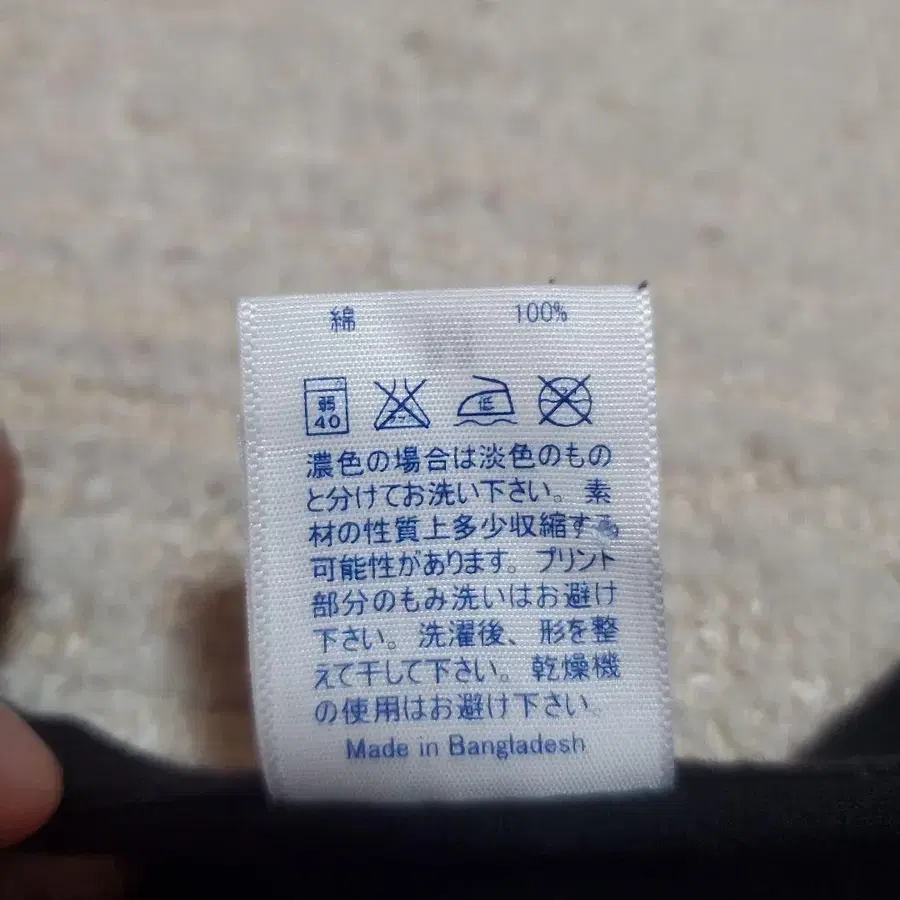 綿 100%
弱 40 低
濃色の場合は淡色のもの
と分けてお洗い下さい。素
材の性質上多少収縮する
可能性があります。プリント
部分のもみ洗いはお避け
下さい。洗濯後、形を整
えて干して下さい。乾燥機
の使用はお避け下さい。
Made in Bangladesh